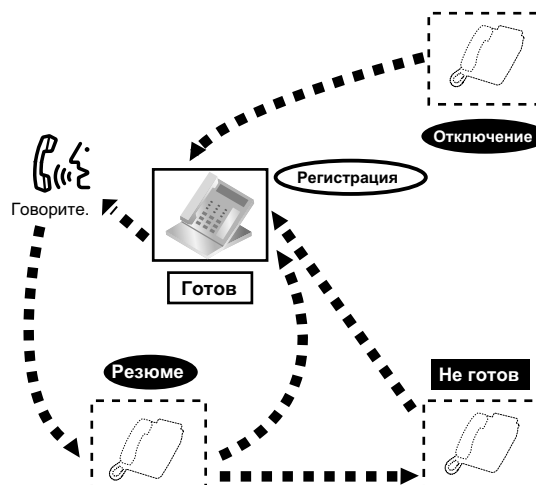 Отключение
Регистрация
Говорите.
Готов
Резюме
Не готов